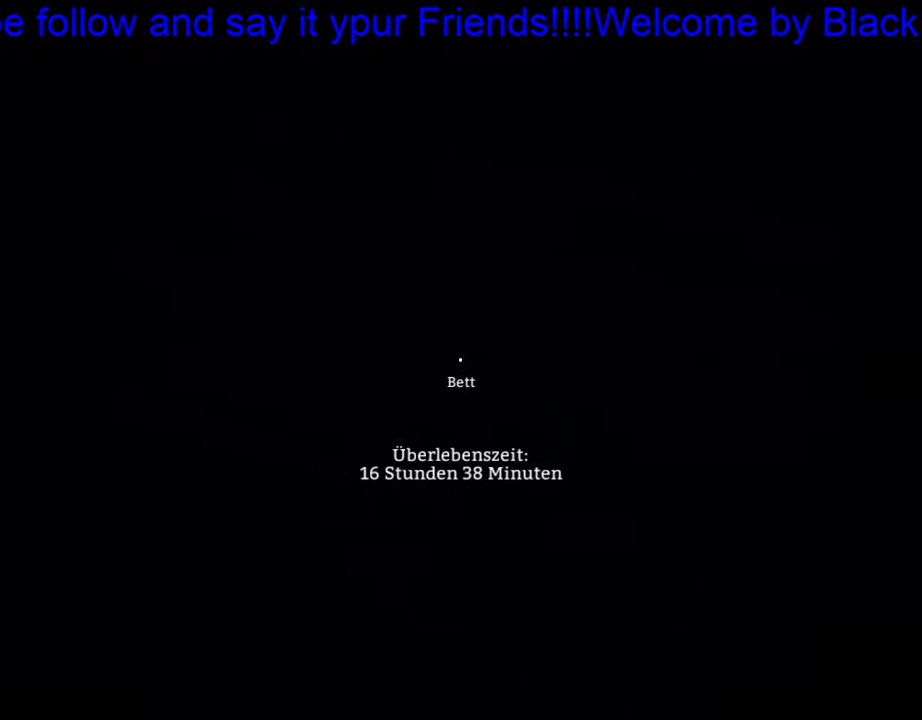 e follow and say it ypur Friends!!!!Welcome by Black
Bett
Überlebenszeit:
16 Stunden 38 Minuten